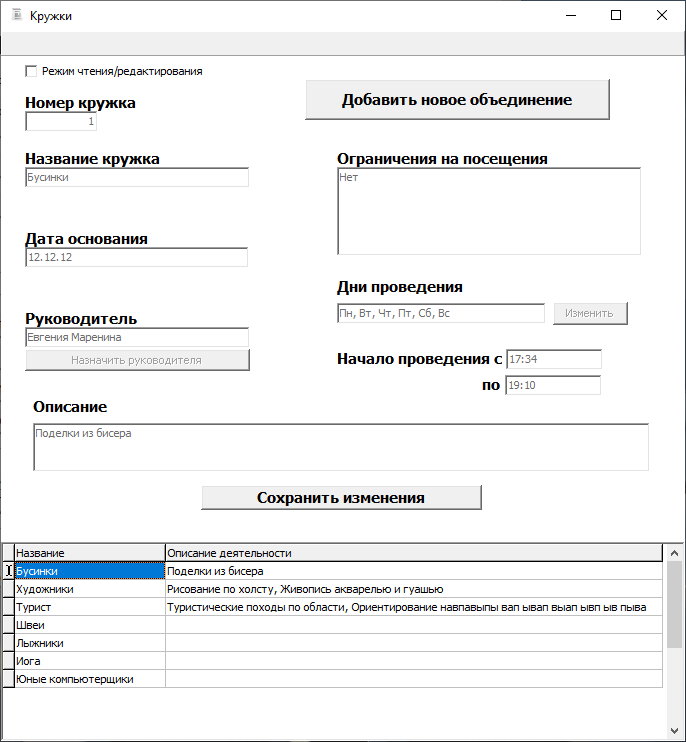 Кружки
Режим чтения/редактирования
Номер кружка
1
Добавить новое объединение
Название кружка
Бусинки
Ограничения на посещения
Нет
Дата основания
12.12.12
Дни проведения
Пн, Вт, Чт, Пт, Сб, Вс
Изменить
Руководитель
Евгения Маренина
Назначить руководителя
Начало проведения с 17:34
по 19:10
Описание
Поделки из бисера
Сохранить изменения
Название Описание деятельности
Бусинки Поделки из бисера
Художники Рисование по холсту, Живопись акварелью и гуашью
Турист Туристические походы по области, Ориентирование навпавыпы вап ывап выап ывп ыв пыва
Швеи
Лыжники
Иога
Юные компьютерщики